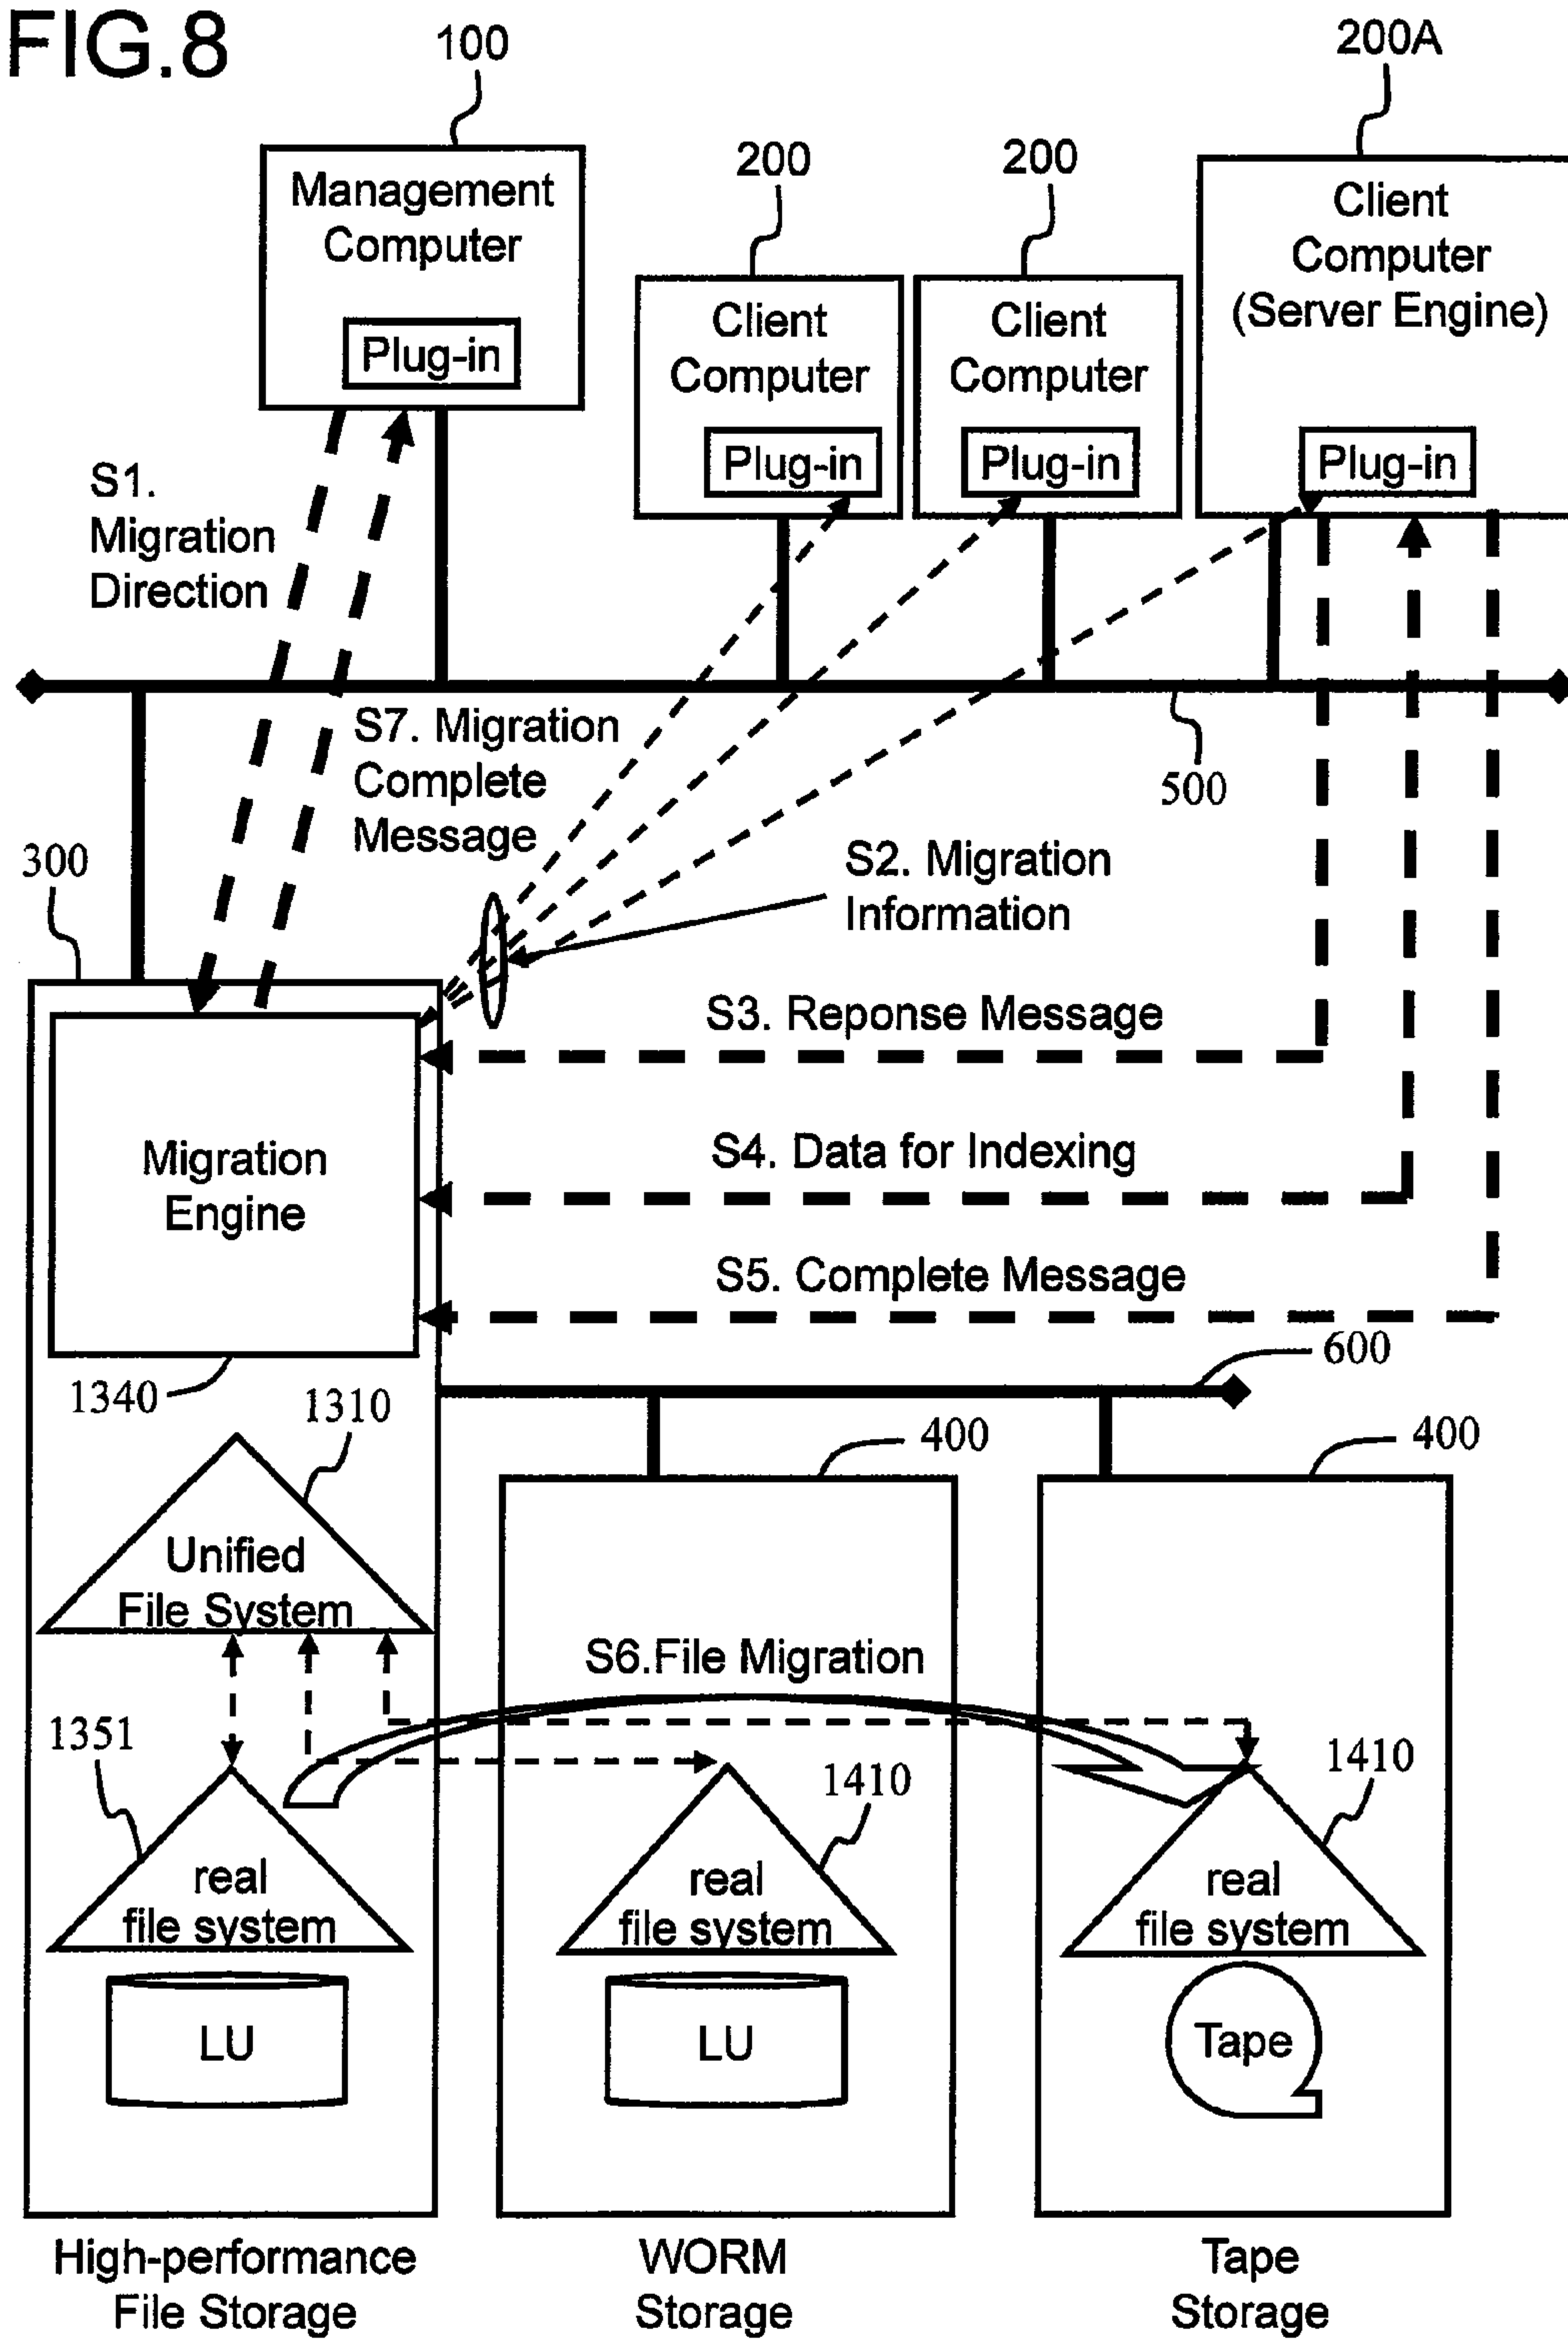 FIG.8
100
200A
200
200
Management
Computer
Plug-in
Client
Computer
Plug-in
Client
Computer
Plug-in
Client
Computer
(Server Engine)
Plug-in
S1.
Migration
Direction
S7. Migration
Complete
Message
500
300
S2. Migration
Information
S3. Reponse Message
Migration
Engine
S4. Data for Indexing
S5. Complete Message
600
1340
1310
400
400
Unified
File System
S6.File Migration
1351
1410
1410
real
file system
real
file system
real
file system
LU
LU
Tape
High-performance
File Storage
WORM
Storage
Tape
Storage